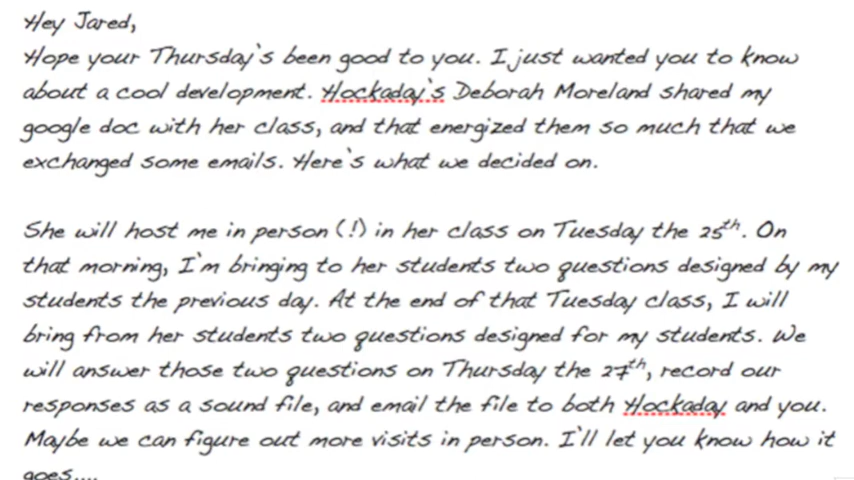 Hey Jared,
Hope your Thursday's been good to you. I just wanted you to know
about a cool development. Hockaday's Deborah Moreland shared my
google doc with her class, and that energized them so much that we
exchanged some emails. Here's what we decided on.
She will host me in person (!) in her class on Tuesday the 25th. On
that morning, I'm bringing to her students two questions designed by my
students the previous day. At the end of that Tuesday class, I will
bring from her students two questions designed for my students. We
will answer those two questions on Thursday the 27th, record our
responses as a sound file, and email the file to both Hockaday and you.
Maybe we can figure out more visits in person. I'll let you know how it
goes....